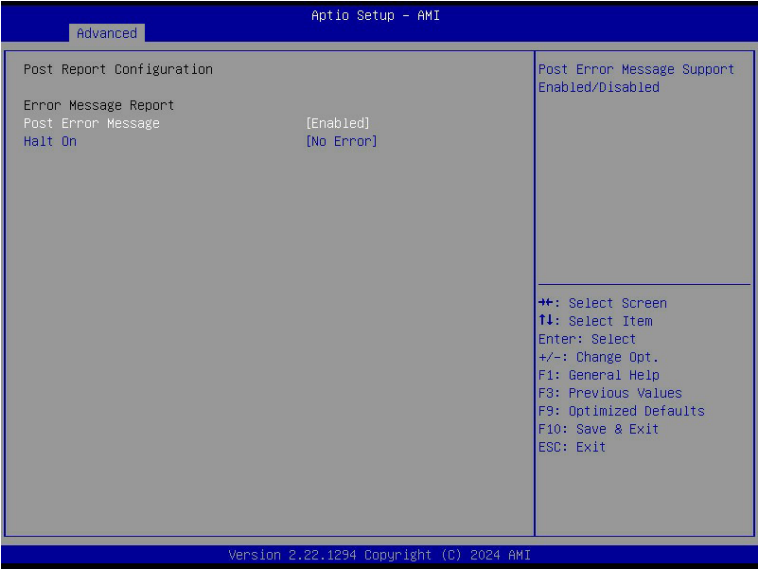 Aptio Setup – AMI
Advanced
Post Report Configuration
Error Message Report
Post Error Message [Enabled]
Halt On [No Error]
Post Error Message Support
Enabled/Disabled
→←: Select Screen
↑↓: Select Item
Enter: Select
+/-: Change Opt.
F1: General Help
F3: Previous Values
F9: Optimized Defaults
F10: Save & Exit
ESC: Exit
Version 2.22.1294 Copyright (C) 2024 AMI